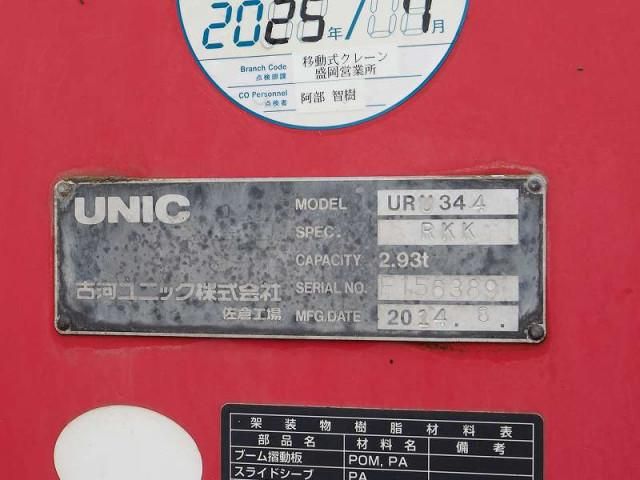 2025年/04月
Branch Code 移動式クレーン
点検部課 盛岡営業所
CO Personnel 阿部 智樹
点検者
UNIC
MODEL URU344
SPEC. RKK
CAPACITY 2.93t
古河ユニック株式会社 SERIAL NO. F156389
佐倉工場 MFG.DATE 2014.8.
架装物樹脂材料表
部品名 材料名 備考
ブーム摺動板 POM, PA
スライドシーブ PA